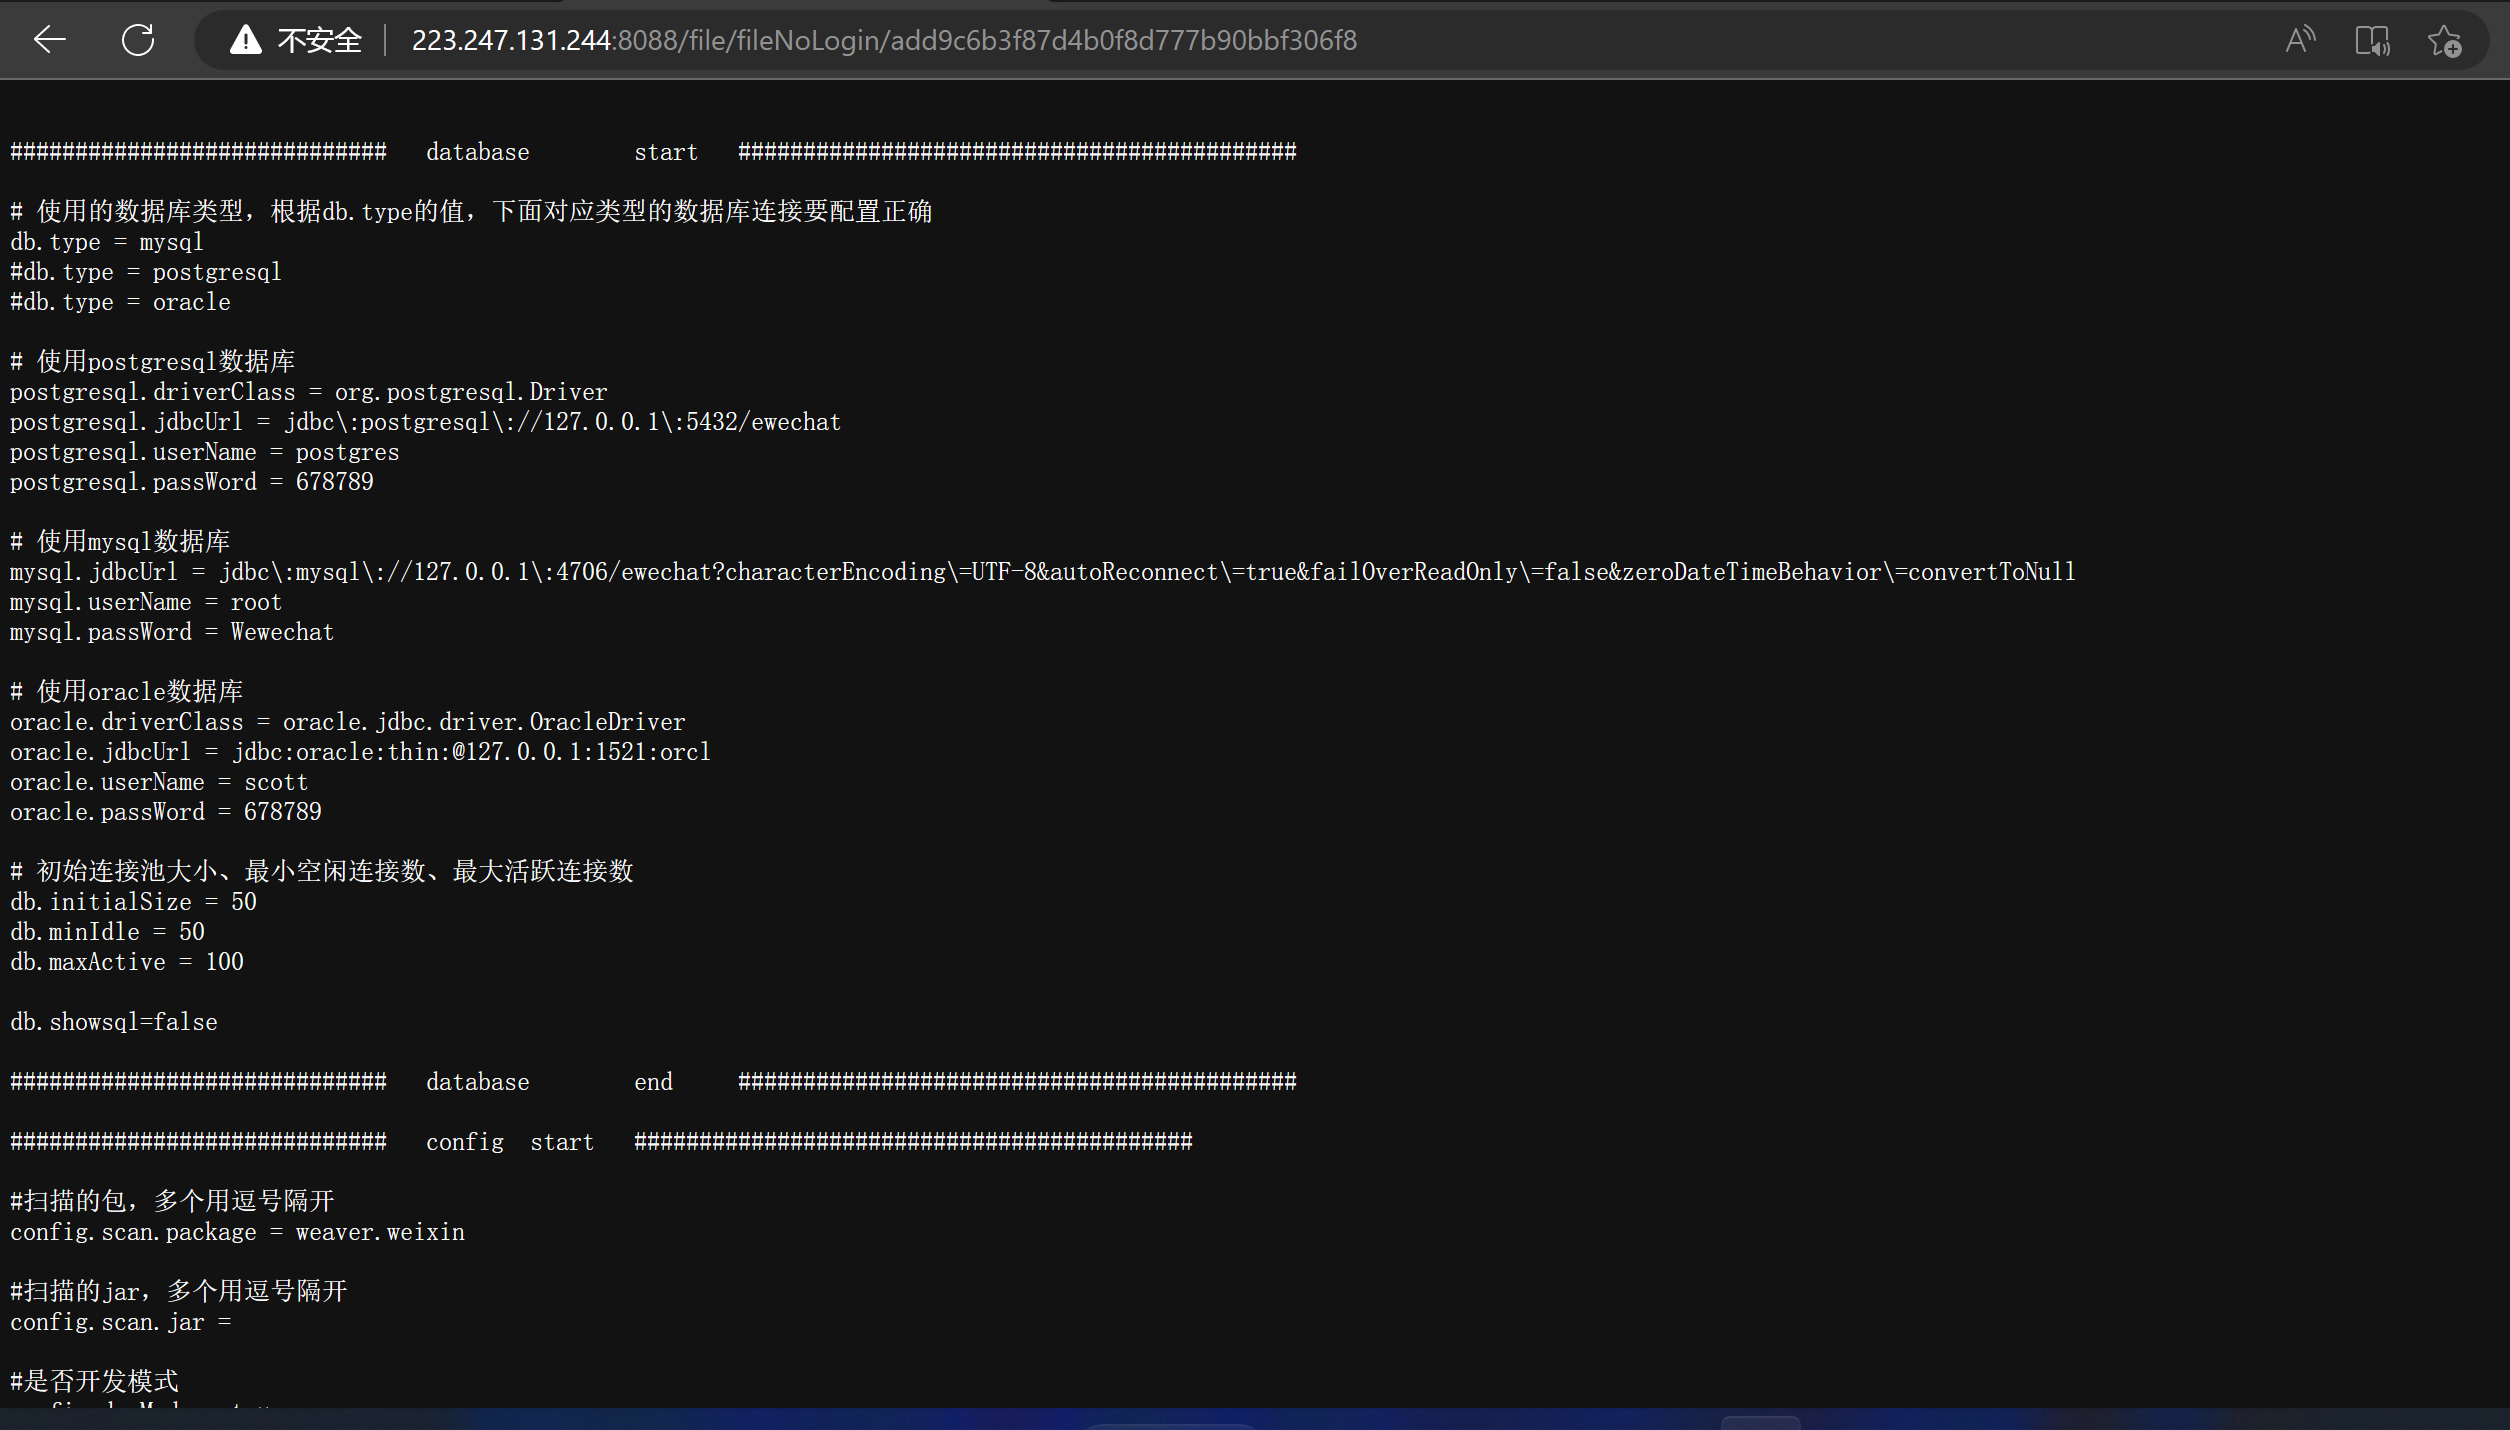 不安全 223.247.131.244:8088/file/fileNoLogin/add9c6b3f87d4b0f8d777b90bbf306f8
############################# database start ###########################################
# 使用的数据库类型，根据db.type的值，下面对应类型的数据库连接要配置正确
db.type = mysql
#db.type = postgresql
#db.type = oracle
# 使用postgresql数据库
postgresql.driverClass = org.postgresql.Driver
postgresql.jdbcUrl = jdbc\:postgresql\://127.0.0.1\:5432/ewechat
postgresql.userName = postgres
postgresql.passWord = 678789
# 使用mysql数据库
mysql.jdbcUrl = jdbc\:mysql\://127.0.0.1\:4706/ewechat?characterEncoding\=UTF-8&autoReconnect\=true&failOverReadOnly\=false&zeroDateTimeBehavior\=convertToNull
mysql.userName = root
mysql.passWord = Wewechat
# 使用oracle数据库
oracle.driverClass = oracle.jdbc.driver.OracleDriver
oracle.jdbcUrl = jdbc:oracle:thin:@127.0.0.1:1521:orcl
oracle.userName = scott
oracle.passWord = 678789
# 初始连接池大小、最小空闲连接数、最大活跃连接数
db.initialSize = 50
db.minIdle = 50
db.maxActive = 100
db.showsql=false
############################# database end ###########################################
############################# config start ###########################################
#扫描的包，多个用逗号隔开
config.scan.package = weaver.weixin
#扫描的jar，多个用逗号隔开
config.scan.jar =
#是否开发模式